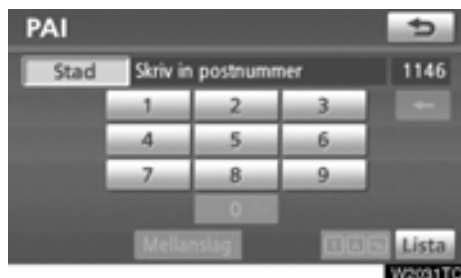 PAI
Stad Skriv in postnummer 1146
1 2 3 ←
4 5 6
7 8 9
0
Mellanslag Lista
W2031TC